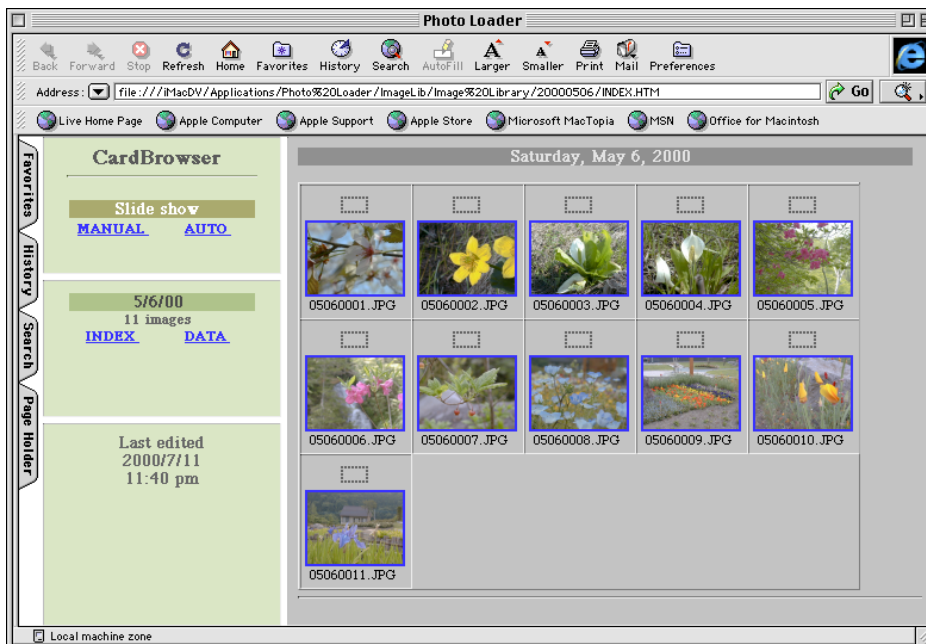 Photo Loader
Back Forward Stop Refresh Home Favorites History Search AutoFill Larger Smaller Print Mail Preferences
Address: file:///iMacDV/Applications/Photo%20Loader/ImageLib/Image%20Library/20000506/INDEX.HTM Go
Live Home Page Apple Computer Apple Support Apple Store Microsoft MacTopia MSN Office for Macintosh
Favorites
History
Search
Page Holder
CardBrowser
Slide show
MANUAL AUTO
5/6/00
11 images
INDEX DATA
Last edited
2000/7/11
11:40 pm
Saturday, May 6, 2000
05060001.JPG 05060002.JPG 05060003.JPG 05060004.JPG 05060005.JPG
05060006.JPG 05060007.JPG 05060008.JPG 05060009.JPG 05060010.JPG
05060011.JPG
Local machine zone